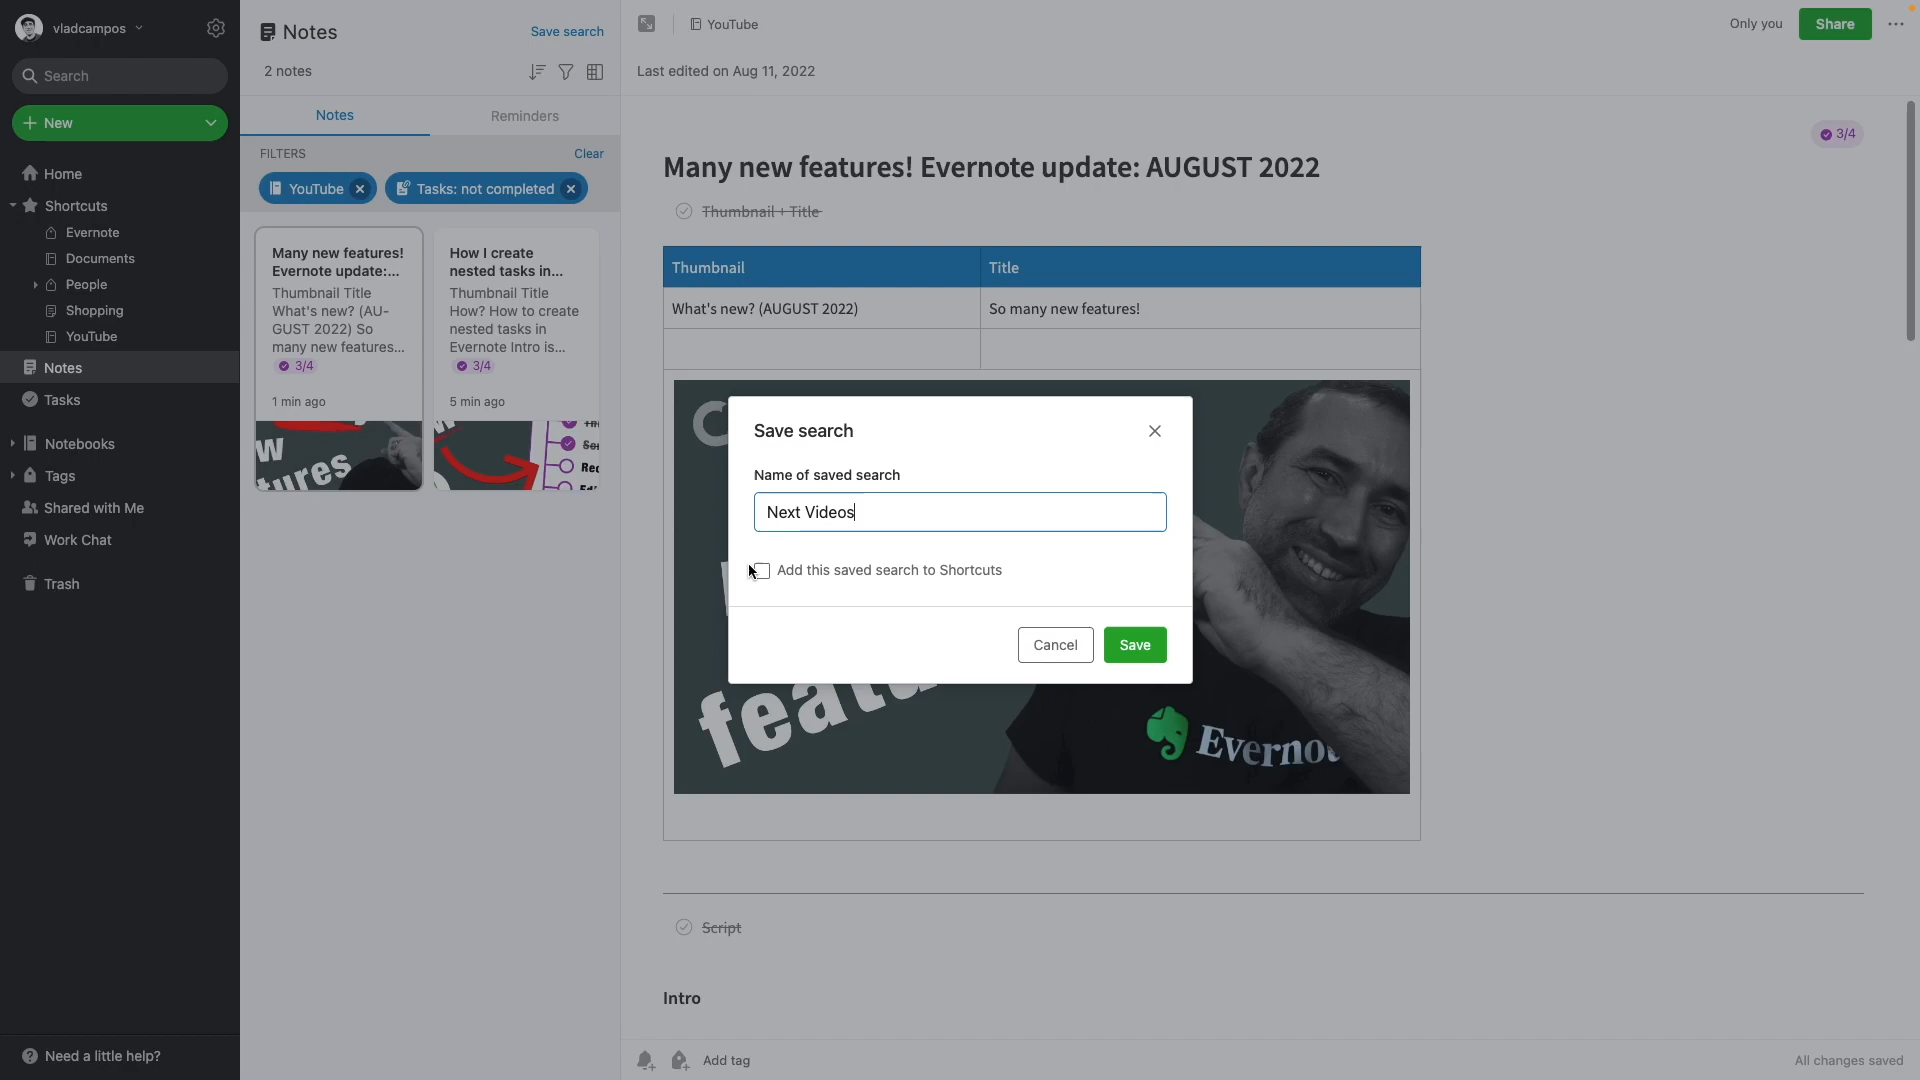 vladcampos
Search
New
Home
Shortcuts
Evernote
Documents
People
Shopping
YouTube
Notes
Tasks
Notebooks
Tags
Shared with Me
Work Chat
Trash
Need a little help?
Notes
Save search
2 notes
Notes
Reminders
FILTERS
Clear
YouTube
Tasks: not completed
Many new features!
Evernote update:...
Thumbnail Title
What's new? (AU-
GUST 2022) So
many new features...
3/4
1 min ago
How I create
nested tasks in...
Thumbnail Title
How? How to create
nested tasks in
Evernote Intro is...
3/4
5 min ago
YouTube
Only you
Share
Last edited on Aug 11, 2022
3/4
Many new features! Evernote update: AUGUST 2022
Thumbnail + Title
Thumbnail
Title
What's new? (AUGUST 2022)
So many new features!
Save search
Name of saved search
Next Videos
Add this saved search to Shortcuts
Cancel
Save
Script
Intro
Add tag
All changes saved